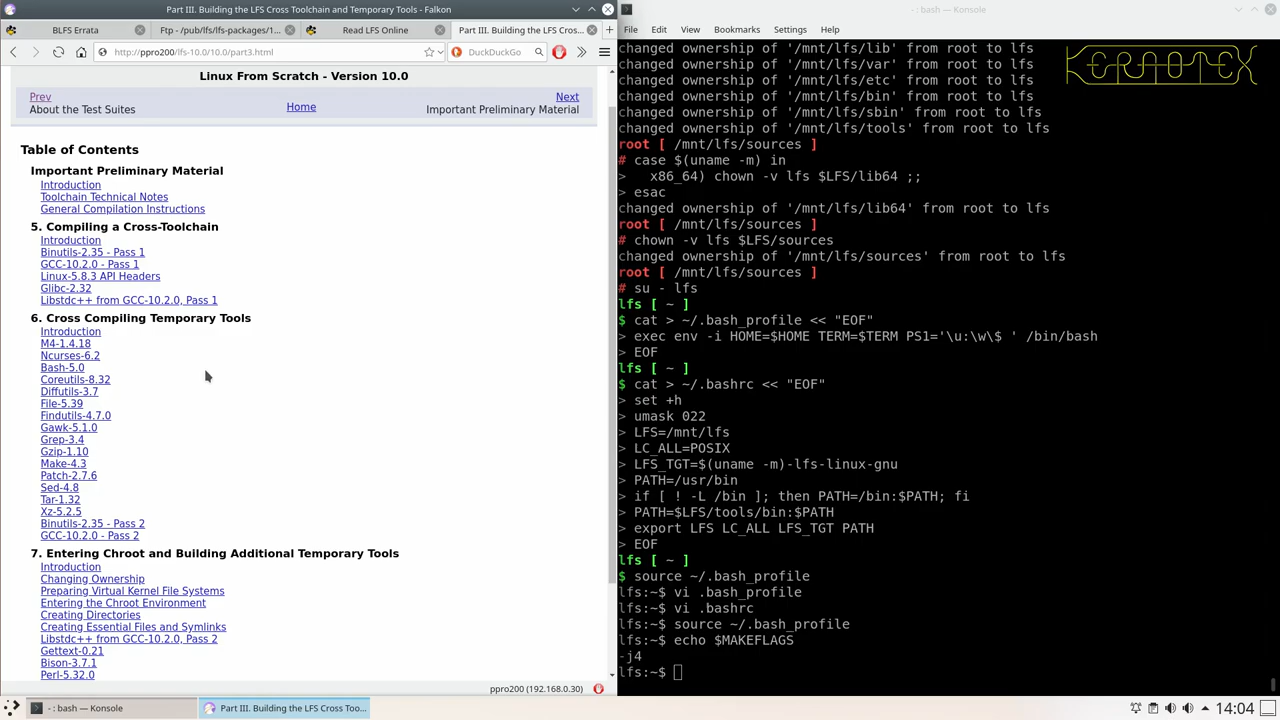 Part III. Building the LFS Cross Toolchain and Temporary Tools - Falkon
BLFS Errata
Ftp - /pub/lfs/lfs-packages/1...
Read LFS Online
Part III. Building the LFS Cros...
http://ppro200/lfs-10.0/10.0/part3.html
DuckDuckGo
Linux From Scratch - Version 10.0
Prev
Next
Home
About the Test Suites
Important Preliminary Material
Table of Contents
Important Preliminary Material
Introduction
Toolchain Technical Notes
General Compilation Instructions
5. Compiling a Cross-Toolchain
Introduction
Binutils-2.35 - Pass 1
GCC-10.2.0 - Pass 1
Linux-5.8.3 API Headers
Glibc-2.32
Libstdc++ from GCC-10.2.0, Pass 1
6. Cross Compiling Temporary Tools
Introduction
M4-1.4.18
Ncurses-6.2
Bash-5.0
Coreutils-8.32
Diffutils-3.7
File-5.39
Findutils-4.7.0
Gawk-5.1.0
Grep-3.4
Gzip-1.10
Make-4.3
Patch-2.7.6
Sed-4.8
Tar-1.32
Xz-5.2.5
Binutils-2.35 - Pass 2
GCC-10.2.0 - Pass 2
7. Entering Chroot and Building Additional Temporary Tools
Introduction
Changing Ownership
Preparing Virtual Kernel File Systems
Entering the Chroot Environment
Creating Directories
Creating Essential Files and Symlinks
Libstdc++ from GCC-10.2.0, Pass 2
Gettext-0.21
Bison-3.7.1
Perl-5.32.0
ppro200 (192.168.0.30)
- : bash — Konsole
File Edit View Bookmarks Settings Help
KERAOTEX
changed ownership of '/mnt/lfs/lib' from root to lfs
changed ownership of '/mnt/lfs/var' from root to lfs
changed ownership of '/mnt/lfs/etc' from root to lfs
changed ownership of '/mnt/lfs/bin' from root to lfs
changed ownership of '/mnt/lfs/sbin' from root to lfs
changed ownership of '/mnt/lfs/tools' from root to lfs
root [ /mnt/lfs/sources ]
# case $(uname -m) in
>   x86_64) chown -v lfs $LFS/lib64 ;;
> esac
changed ownership of '/mnt/lfs/lib64' from root to lfs
root [ /mnt/lfs/sources ]
# chown -v lfs $LFS/sources
changed ownership of '/mnt/lfs/sources' from root to lfs
root [ /mnt/lfs/sources ]
# su - lfs
lfs [ ~ ]
$ cat > ~/.bash_profile << "EOF"
> exec env -i HOME=$HOME TERM=$TERM PS1='\u:\w\$ ' /bin/bash
> EOF
lfs [ ~ ]
$ cat > ~/.bashrc << "EOF"
> set +h
> umask 022
> LFS=/mnt/lfs
> LC_ALL=POSIX
> LFS_TGT=$(uname -m)-lfs-linux-gnu
> PATH=/usr/bin
> if [ ! -L /bin ]; then PATH=/bin:$PATH; fi
> PATH=$LFS/tools/bin:$PATH
> export LFS LC_ALL LFS_TGT PATH
> EOF
lfs [ ~ ]
$ source ~/.bash_profile
lfs:~$ vi .bash_profile
lfs:~$ vi .bashrc
lfs:~$ source ~/.bash_profile
lfs:~$ echo $MAKEFLAGS
-j4
lfs:~$
- : bash — Konsole
Part III. Building the LFS Cross Too...
14:04